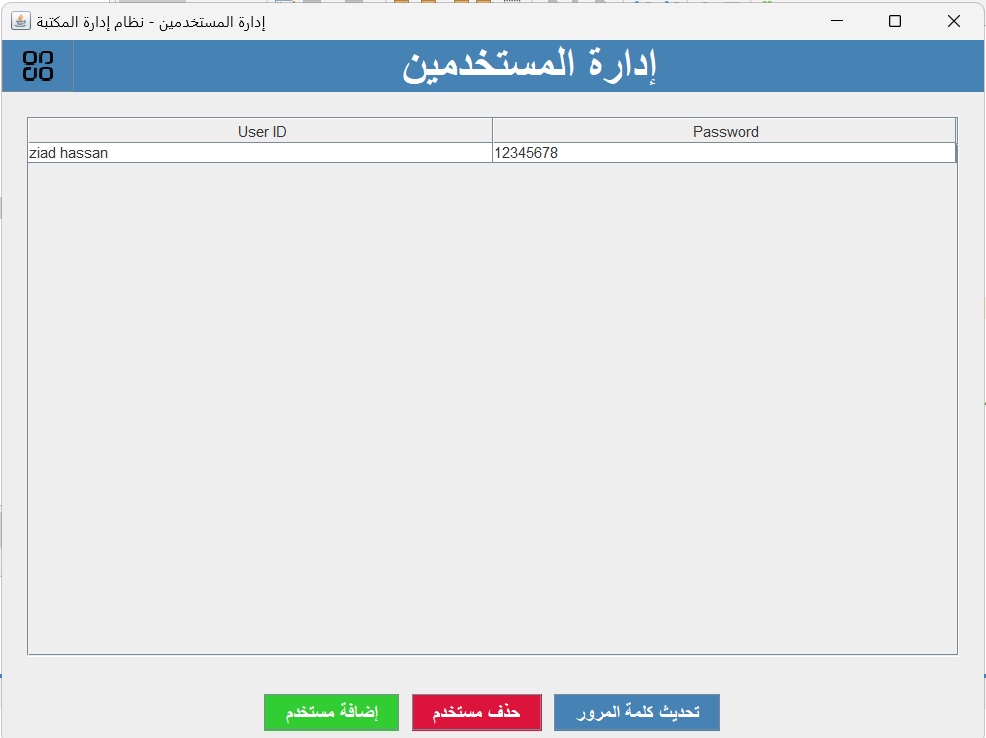 إدارة المستخدمين - نظام إدارة المكتبة
إدارة المستخدمين
User ID Password
ziad hassan 12345678
إضافة مستخدم حذف مستخدم تحديث كلمة المرور